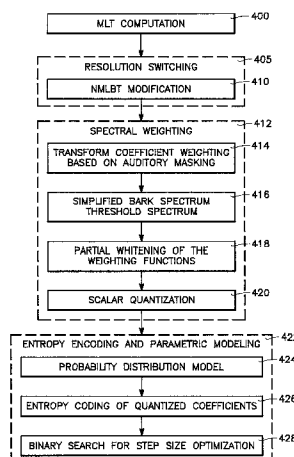 MLT COMPUTATION
400
405
RESOLUTION SWITCHING
410
NMLBT MODIFICATION
412
SPECTRAL WEIGHTING
414
TRANSFORM COEFFICIENT WEIGHTING
BASED ON AUDITORY MASKING
416
SIMPLIFIED BARK SPECTRUM
THRESHOLD SPECTRUM
418
PARTIAL WHITENING OF THE
WEIGHTING FUNCTIONS
420
SCALAR QUANTIZATION
ENTROPY ENCODING AND PARAMETRIC MODELING
424
PROBABILITY DISTRIBUTION MODEL
426
ENTROPY CODING OF QUANTIZED COEFFICIENTS
428
BINARY SEARCH FOR STEP SIZE OPTIMIZATION